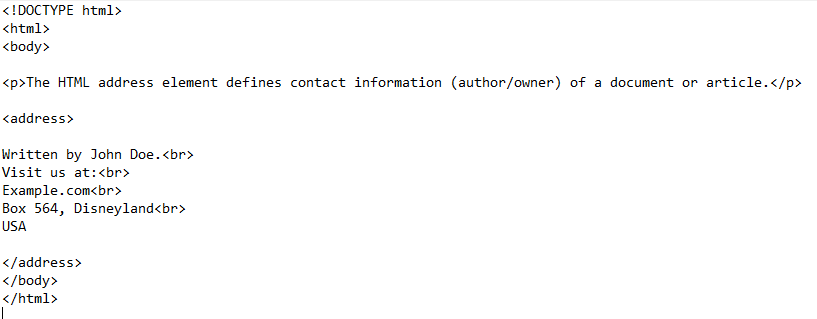 <!DOCTYPE html>
<html>
<body>
<p>The HTML address element defines contact information (author/owner) of a document or article.</p>
<address>
Written by John Doe.<br>
Visit us at:<br>
Example.com<br>
Box 564, Disneyland<br>
USA
</address>
</body>
</html>